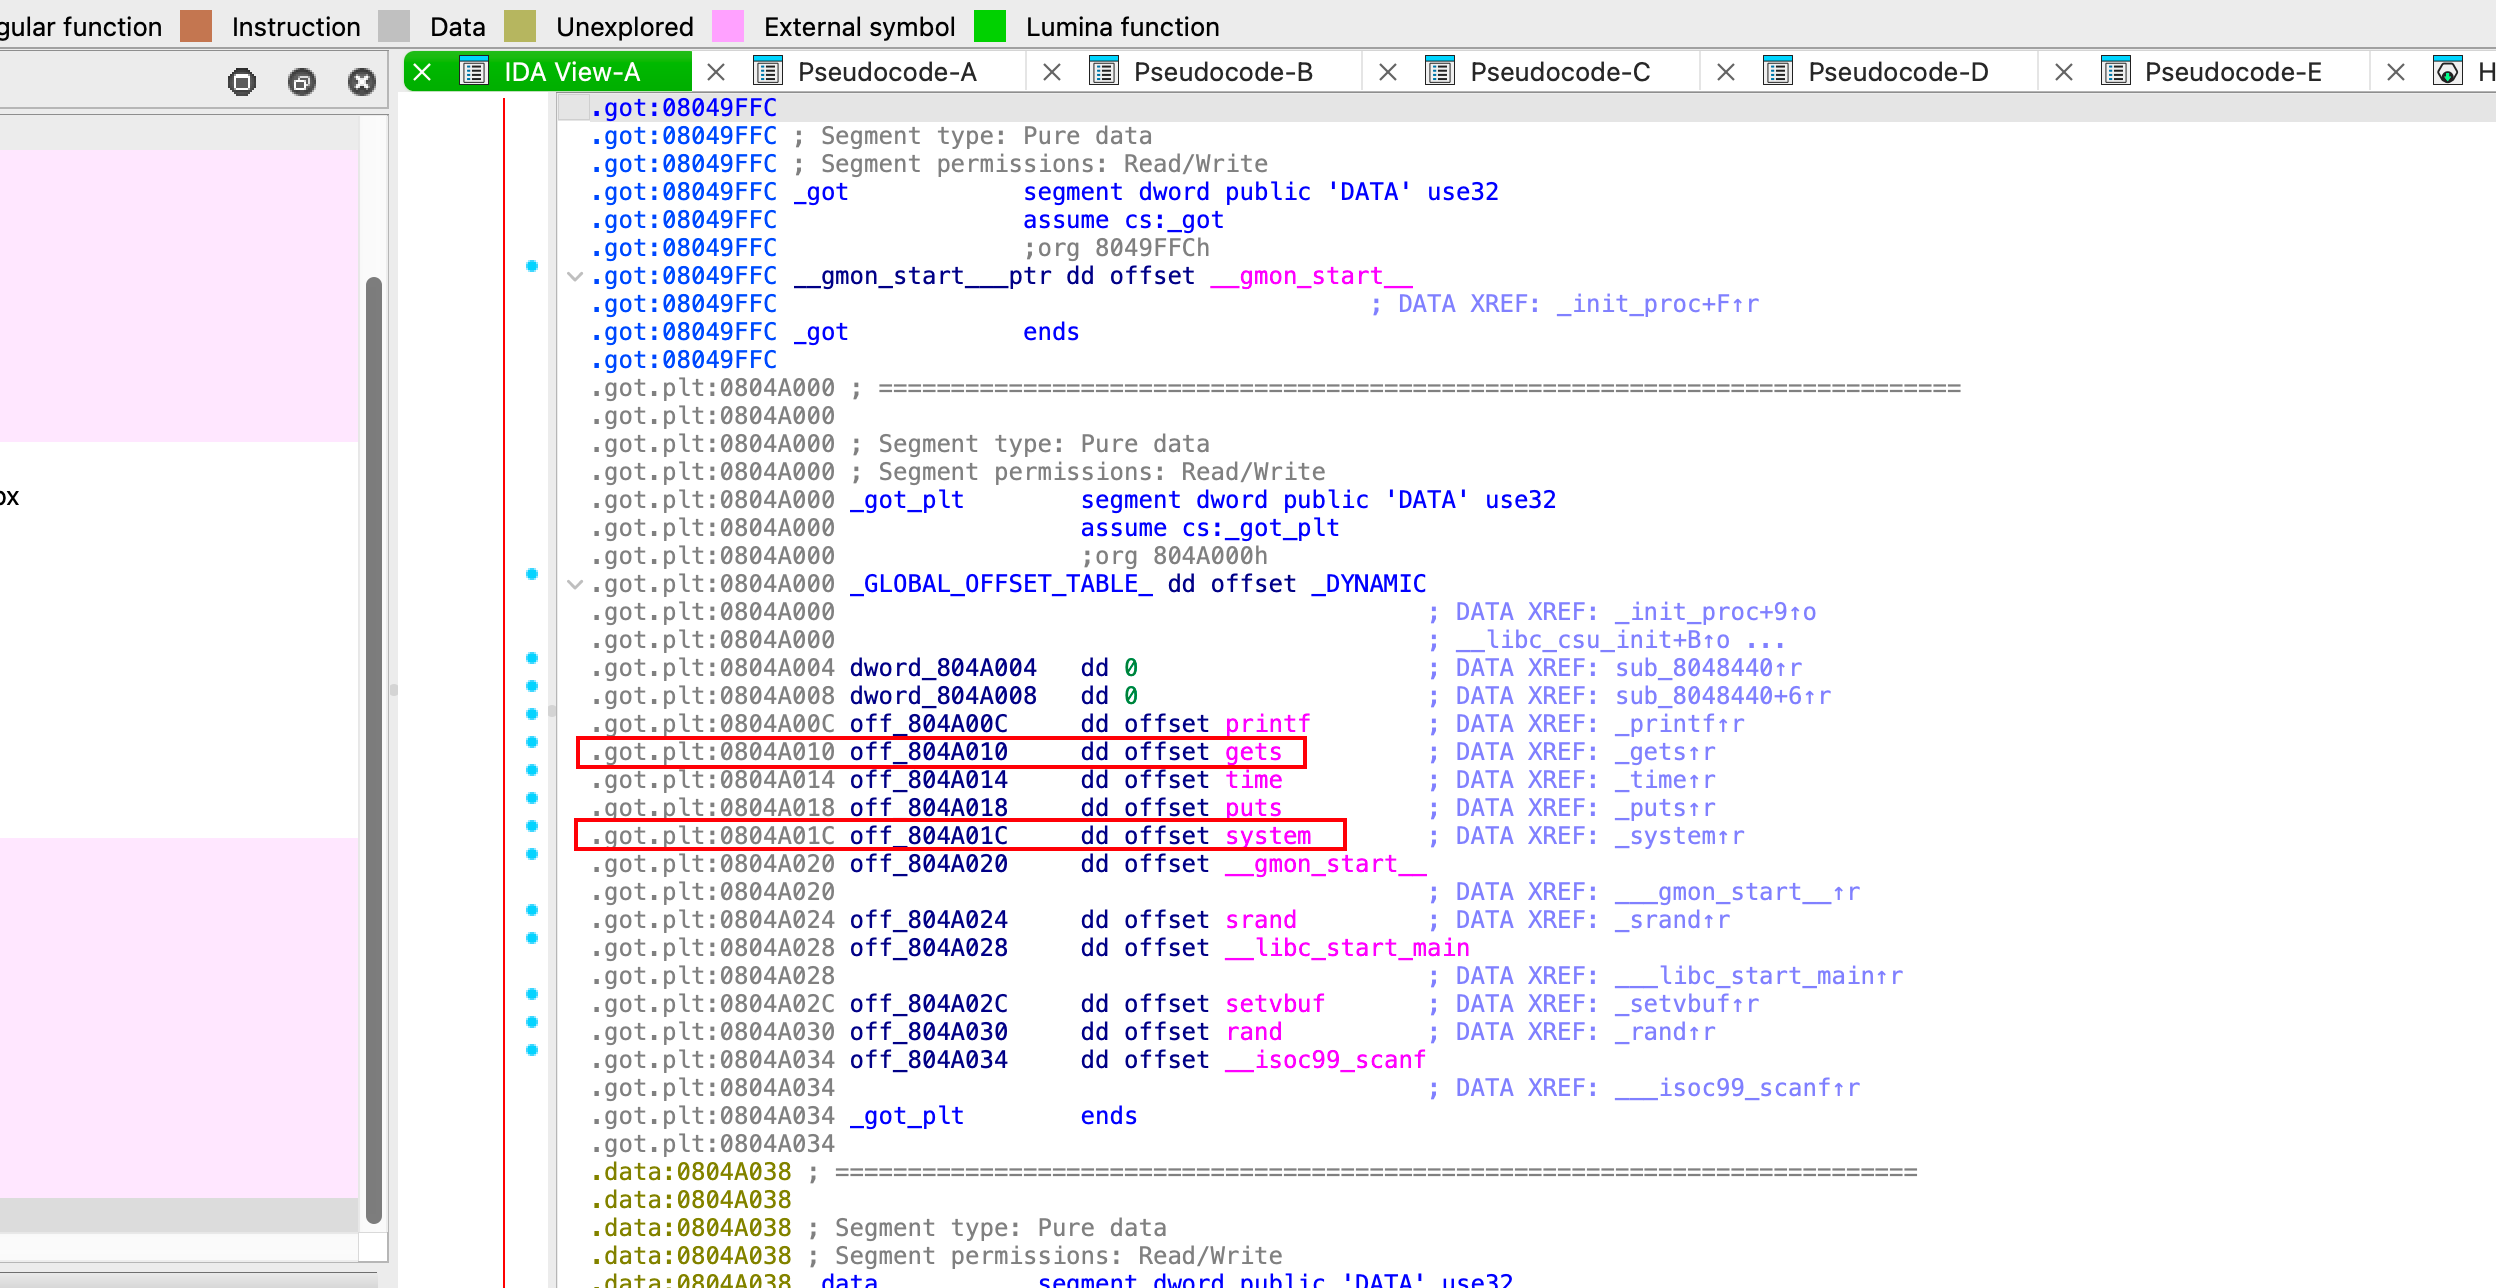 gular function Instruction Data Unexplored External symbol Lumina function
IDA View-A Pseudocode-A Pseudocode-B Pseudocode-C Pseudocode-D Pseudocode-E H
.got:08049FFC
.got:08049FFC ; Segment type: Pure data
.got:08049FFC ; Segment permissions: Read/Write
.got:08049FFC _got segment dword public 'DATA' use32
.got:08049FFC assume cs:_got
.got:08049FFC ;org 8049FFCh
.got:08049FFC __gmon_start___ptr dd offset __gmon_start__
.got:08049FFC ; DATA XREF: _init_proc+F↑r
.got:08049FFC _got ends
.got:08049FFC
.got.plt:0804A000 ; ===========================================================================
.got.plt:0804A000
.got.plt:0804A000 ; Segment type: Pure data
.got.plt:0804A000 ; Segment permissions: Read/Write
px
.got.plt:0804A000 _got_plt segment dword public 'DATA' use32
.got.plt:0804A000 assume cs:_got_plt
.got.plt:0804A000 ;org 804A000h
.got.plt:0804A000 _GLOBAL_OFFSET_TABLE_ dd offset _DYNAMIC
.got.plt:0804A000 ; DATA XREF: _init_proc+9↑o
.got.plt:0804A000 ; __libc_csu_init+B↑o ...
.got.plt:0804A004 dword_804A004 dd 0 ; DATA XREF: sub_8048440↑r
.got.plt:0804A008 dword_804A008 dd 0 ; DATA XREF: sub_8048440+6↑r
.got.plt:0804A00C off_804A00C dd offset printf ; DATA XREF: _printf↑r
.got.plt:0804A010 off_804A010 dd offset gets ; DATA XREF: _gets↑r
.got.plt:0804A014 off_804A014 dd offset time ; DATA XREF: _time↑r
.got.plt:0804A018 off_804A018 dd offset puts ; DATA XREF: _puts↑r
.got.plt:0804A01C off_804A01C dd offset system ; DATA XREF: _system↑r
.got.plt:0804A020 off_804A020 dd offset __gmon_start__
.got.plt:0804A020 ; DATA XREF: ___gmon_start__↑r
.got.plt:0804A024 off_804A024 dd offset srand ; DATA XREF: _srand↑r
.got.plt:0804A028 off_804A028 dd offset __libc_start_main
.got.plt:0804A028 ; DATA XREF: ___libc_start_main↑r
.got.plt:0804A02C off_804A02C dd offset setvbuf ; DATA XREF: _setvbuf↑r
.got.plt:0804A030 off_804A030 dd offset rand ; DATA XREF: _rand↑r
.got.plt:0804A034 off_804A034 dd offset __isoc99_scanf
.got.plt:0804A034 ; DATA XREF: ___isoc99_scanf↑r
.got.plt:0804A034 _got_plt ends
.got.plt:0804A034
.data:0804A038 ; ===========================================================================
.data:0804A038
.data:0804A038 ; Segment type: Pure data
.data:0804A038 ; Segment permissions: Read/Write
.data:0804A038 _data segment dword public 'DATA' use32